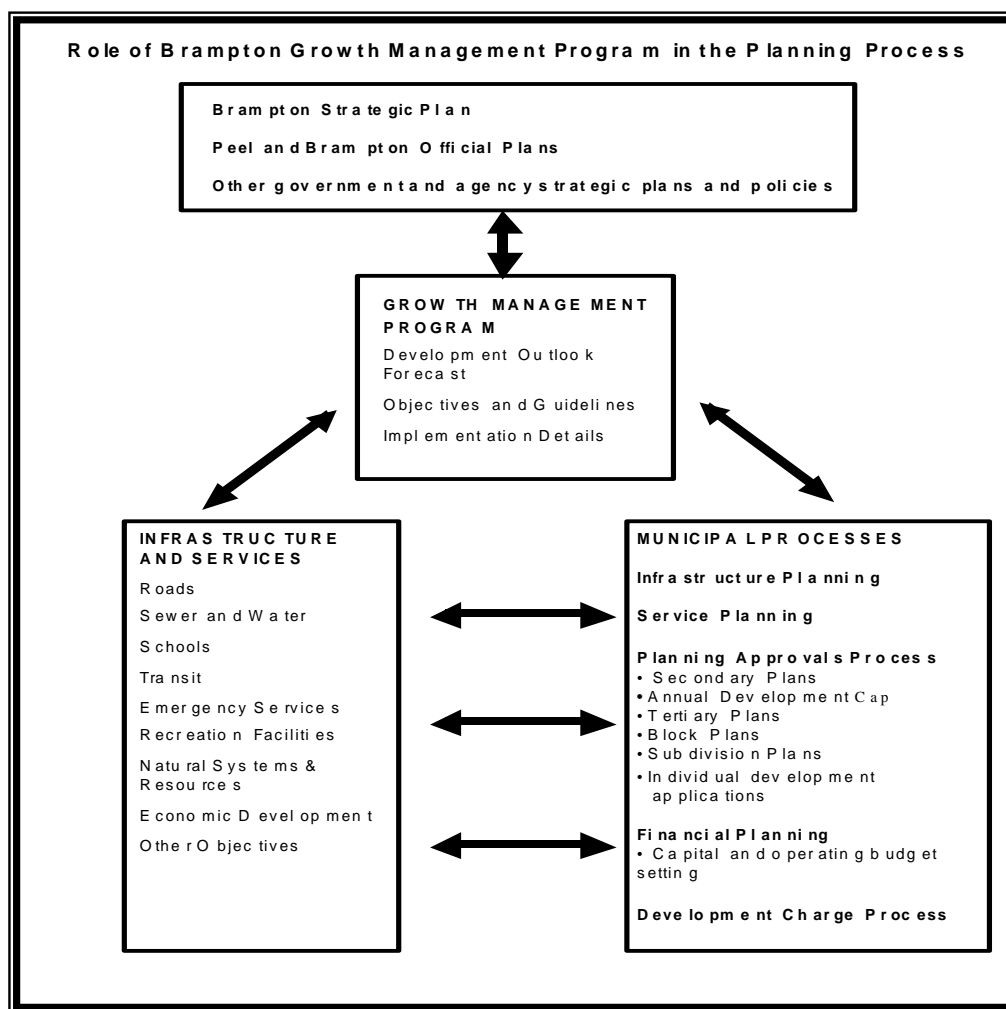 Role of Brampton Growth Management Program in the Planning Process
Brampton Strategic Plan
Peel and Brampton Official Plans
Other government and agency strategic plans and policies
GROWTH MANAGEMENT
PROGRAM
Development Outlook
Forecast
Objectives and Guidelines
Implementation Details
INFRASTRUCTURE
AND SERVICES
Roads
Sewer and Water
Schools
Transit
Emergency Services
Recreation Facilities
Natural Systems &
Resources
Economic Development
Other Objectives
MUNICIPAL PROCESSES
Infrastructure Planning
Service Planning
Planning Approvals Process
• Secondary Plans
• Annual Development Cap
• Tertiary Plans
• Block Plans
• Subdivision Plans
• Individual development
applications
Financial Planning
• Capital and operating budget
setting
Development Charge Process